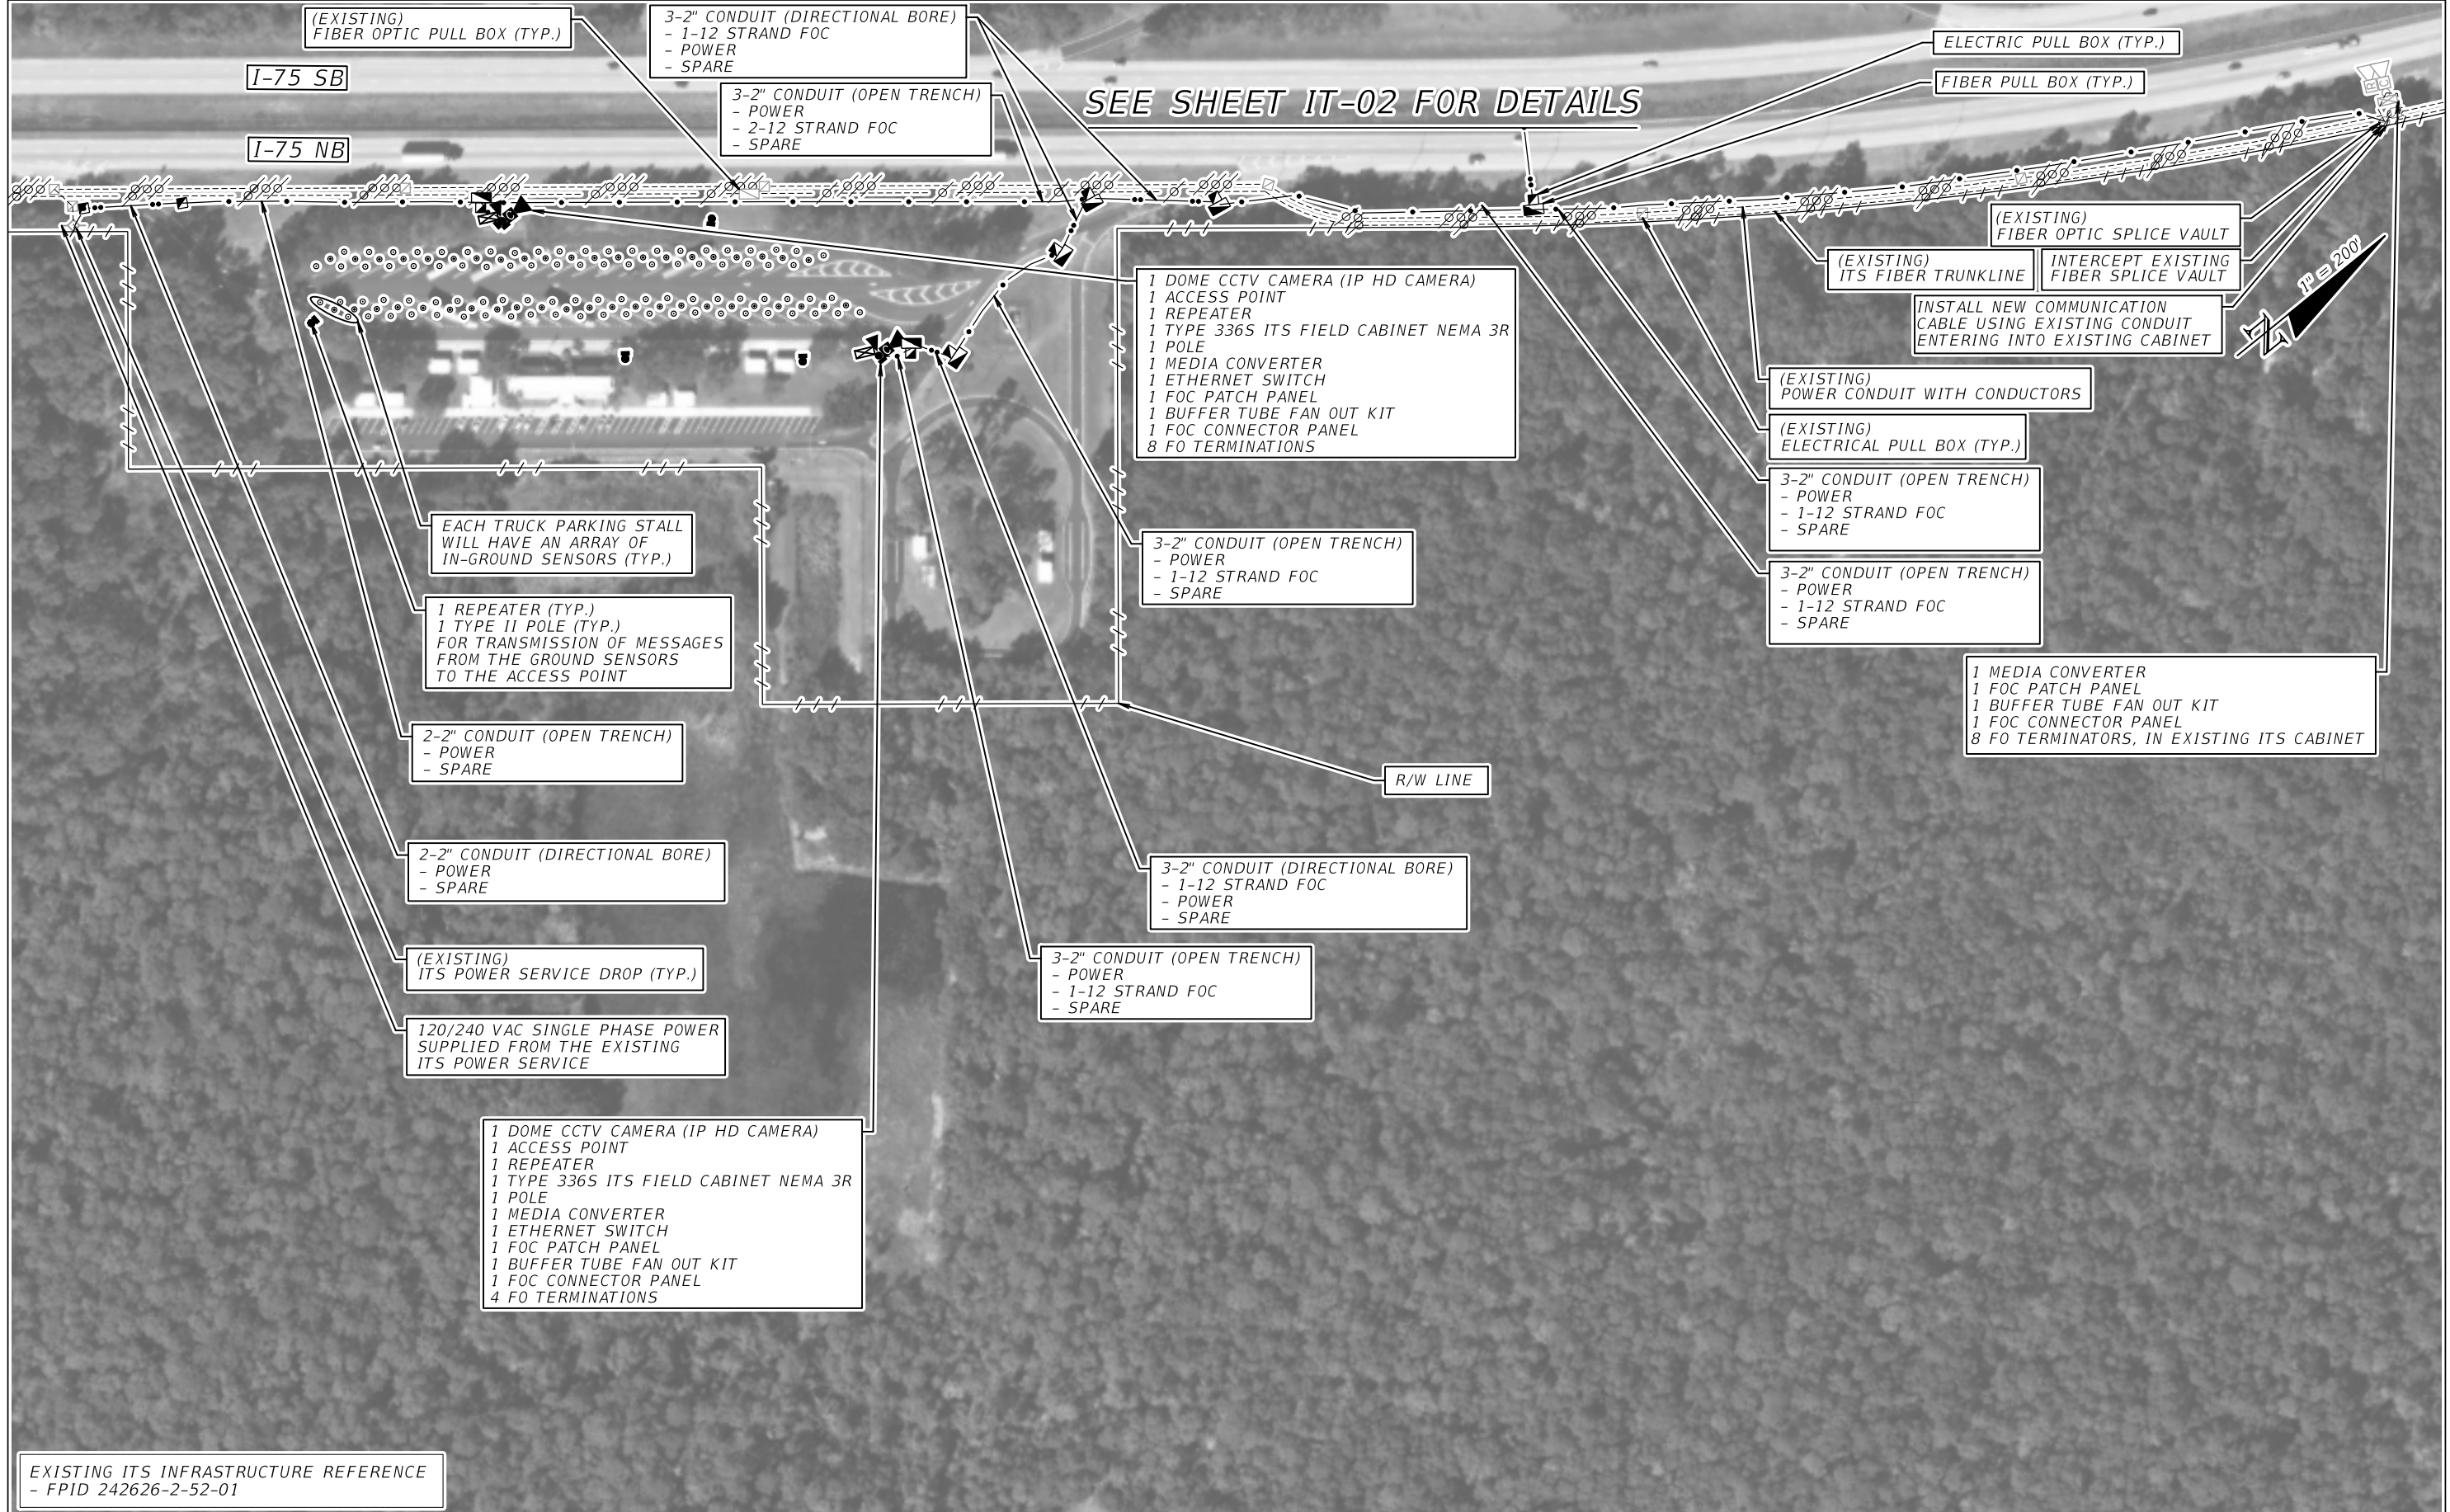 (EXISTING)
FIBER OPTIC PULL BOX (TYP.)
3-2" CONDUIT (DIRECTIONAL BORE)
- 1-12 STRAND FOC
- POWER
- SPARE
ELECTRIC PULL BOX (TYP.)
I-75 SB
FIBER PULL BOX (TYP.)
3-2" CONDUIT (OPEN TRENCH)
- POWER
- 2-12 STRAND FOC
- SPARE
SEE SHEET IT-02 FOR DETAILS
I-75 NB
(EXISTING)
FIBER OPTIC SPLICE VAULT
(EXISTING)
ITS FIBER TRUNKLINE
INTERCEPT EXISTING
FIBER SPLICE VAULT
1" = 200'
N
INSTALL NEW COMMUNICATION
CABLE USING EXISTING CONDUIT
ENTERING INTO EXISTING CABINET
1 DOME CCTV CAMERA (IP HD CAMERA)
1 ACCESS POINT
1 REPEATER
1 TYPE 336S ITS FIELD CABINET NEMA 3R
1 POLE
1 MEDIA CONVERTER
1 ETHERNET SWITCH
1 FOC PATCH PANEL
1 BUFFER TUBE FAN OUT KIT
1 FOC CONNECTOR PANEL
8 FO TERMINATIONS
(EXISTING)
POWER CONDUIT WITH CONDUCTORS
(EXISTING)
ELECTRICAL PULL BOX (TYP.)
3-2" CONDUIT (OPEN TRENCH)
- POWER
- 1-12 STRAND FOC
- SPARE
EACH TRUCK PARKING STALL
WILL HAVE AN ARRAY OF
IN-GROUND SENSORS (TYP.)
3-2" CONDUIT (OPEN TRENCH)
- POWER
- 1-12 STRAND FOC
- SPARE
3-2" CONDUIT (OPEN TRENCH)
- POWER
- 1-12 STRAND FOC
- SPARE
1 REPEATER (TYP.)
1 TYPE II POLE (TYP.)
FOR TRANSMISSION OF MESSAGES
FROM THE GROUND SENSORS
TO THE ACCESS POINT
1 MEDIA CONVERTER
1 FOC PATCH PANEL
1 BUFFER TUBE FAN OUT KIT
1 FOC CONNECTOR PANEL
8 FO TERMINATORS, IN EXISTING ITS CABINET
2-2" CONDUIT (OPEN TRENCH)
- POWER
- SPARE
R/W LINE
2-2" CONDUIT (DIRECTIONAL BORE)
- POWER
- SPARE
3-2" CONDUIT (DIRECTIONAL BORE)
- 1-12 STRAND FOC
- POWER
- SPARE
(EXISTING)
ITS POWER SERVICE DROP (TYP.)
3-2" CONDUIT (OPEN TRENCH)
- POWER
- 1-12 STRAND FOC
- SPARE
120/240 VAC SINGLE PHASE POWER
SUPPLIED FROM THE EXISTING
ITS POWER SERVICE
1 DOME CCTV CAMERA (IP HD CAMERA)
1 ACCESS POINT
1 REPEATER
1 TYPE 336S ITS FIELD CABINET NEMA 3R
1 POLE
1 MEDIA CONVERTER
1 ETHERNET SWITCH
1 FOC PATCH PANEL
1 BUFFER TUBE FAN OUT KIT
1 FOC CONNECTOR PANEL
4 FO TERMINATIONS
EXISTING ITS INFRASTRUCTURE REFERENCE
- FPID 242626-2-52-01